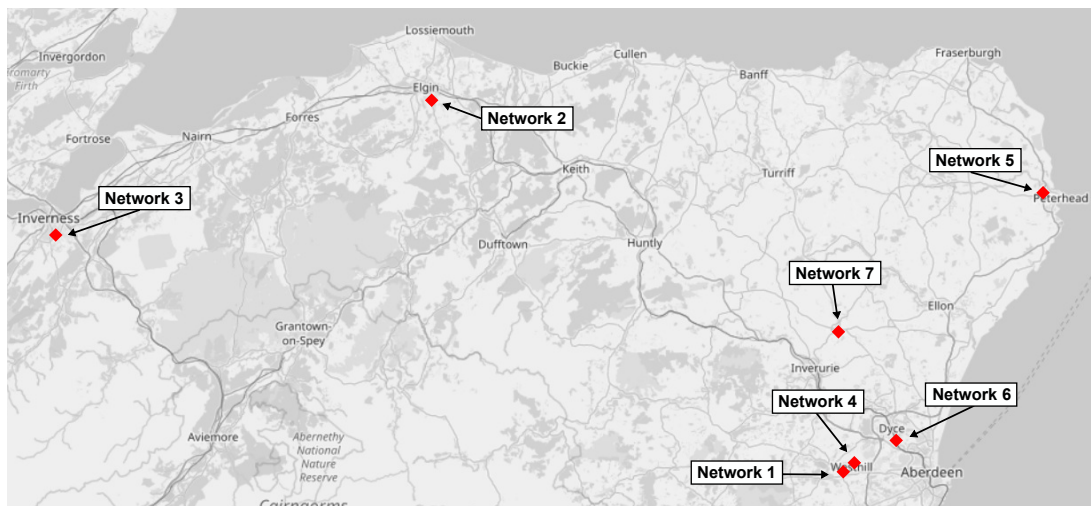 Lossiemouth
Fraserburgh
Invergordon
Cullen
Buckie
Banff
romarty
Firth
Elgin
Network 2
Forres
Fortrose
Nairn
Keith
Network 5
Turriff
Network 3
Peterhead
Inverness
Dufftown
Huntly
Network 7
Ellon
Grantown-
on-Spey
Inverurie
Network 4
Network 6
Dyce
Aviemore
Abernethy
National
Nature
Reserve
Network 1
Westhill
Aberdeen
Cairngorms